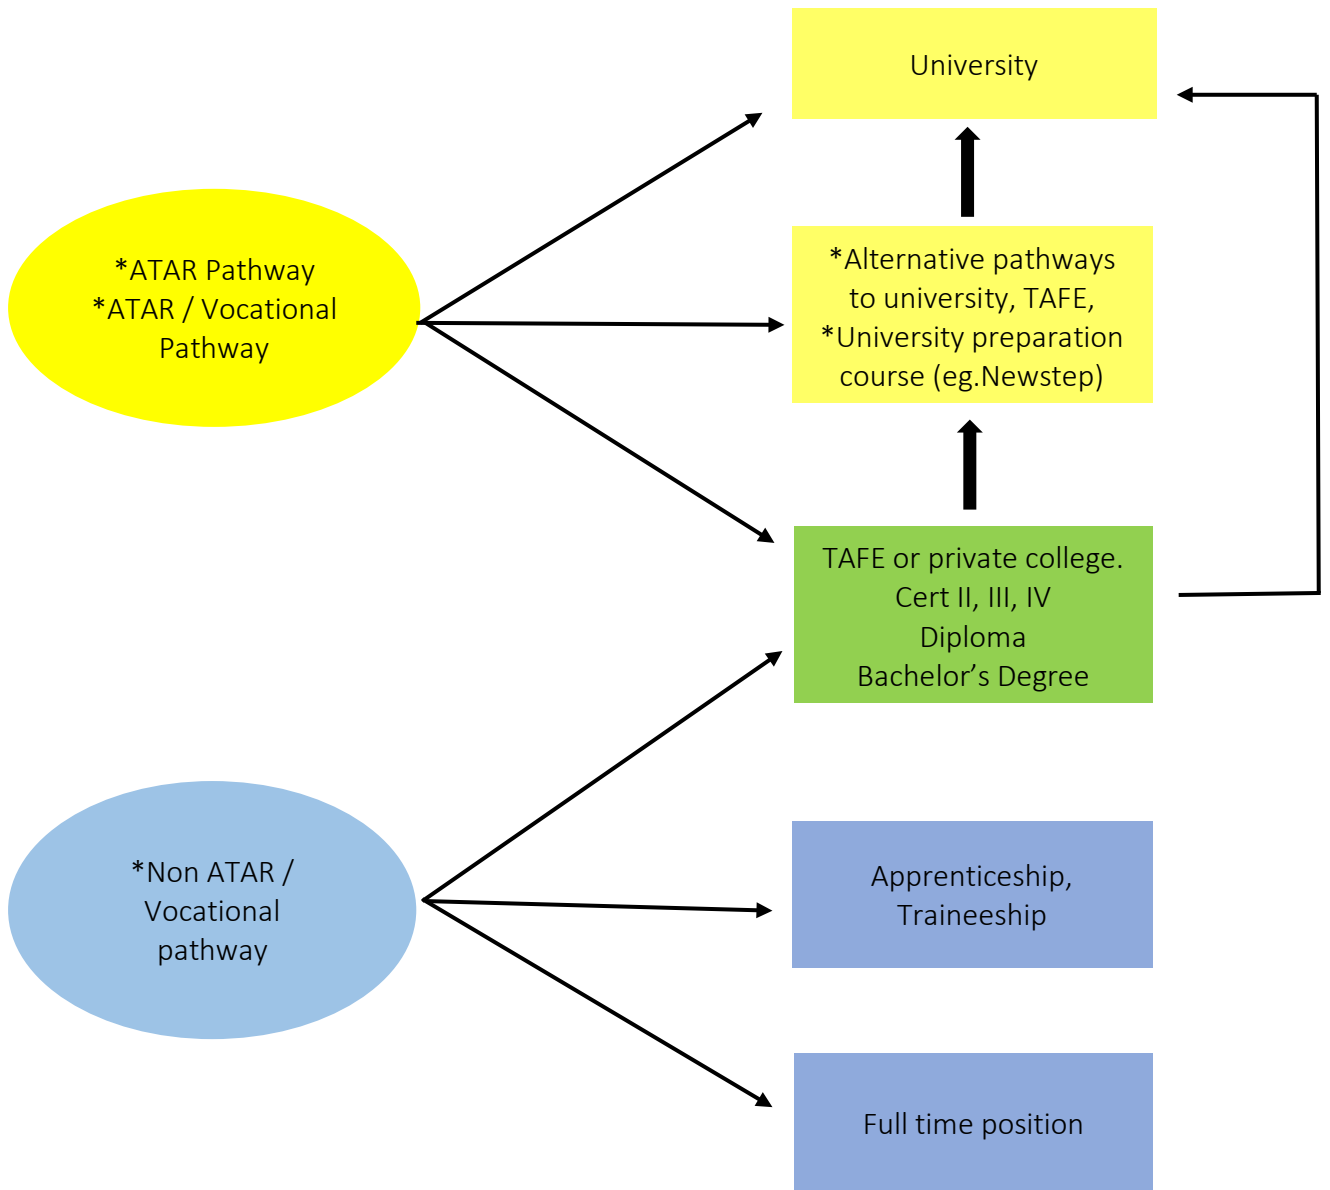 University
*ATAR Pathway
*ATAR / Vocational
Pathway
*Alternative pathways
to university, TAFE,
*University preparation
course (eg.Newstep)
TAFE or private college.
Cert II, III, IV
Diploma
Bachelor’s Degree
*Non ATAR /
Vocational
pathway
Apprenticeship,
Traineeship
Full time position